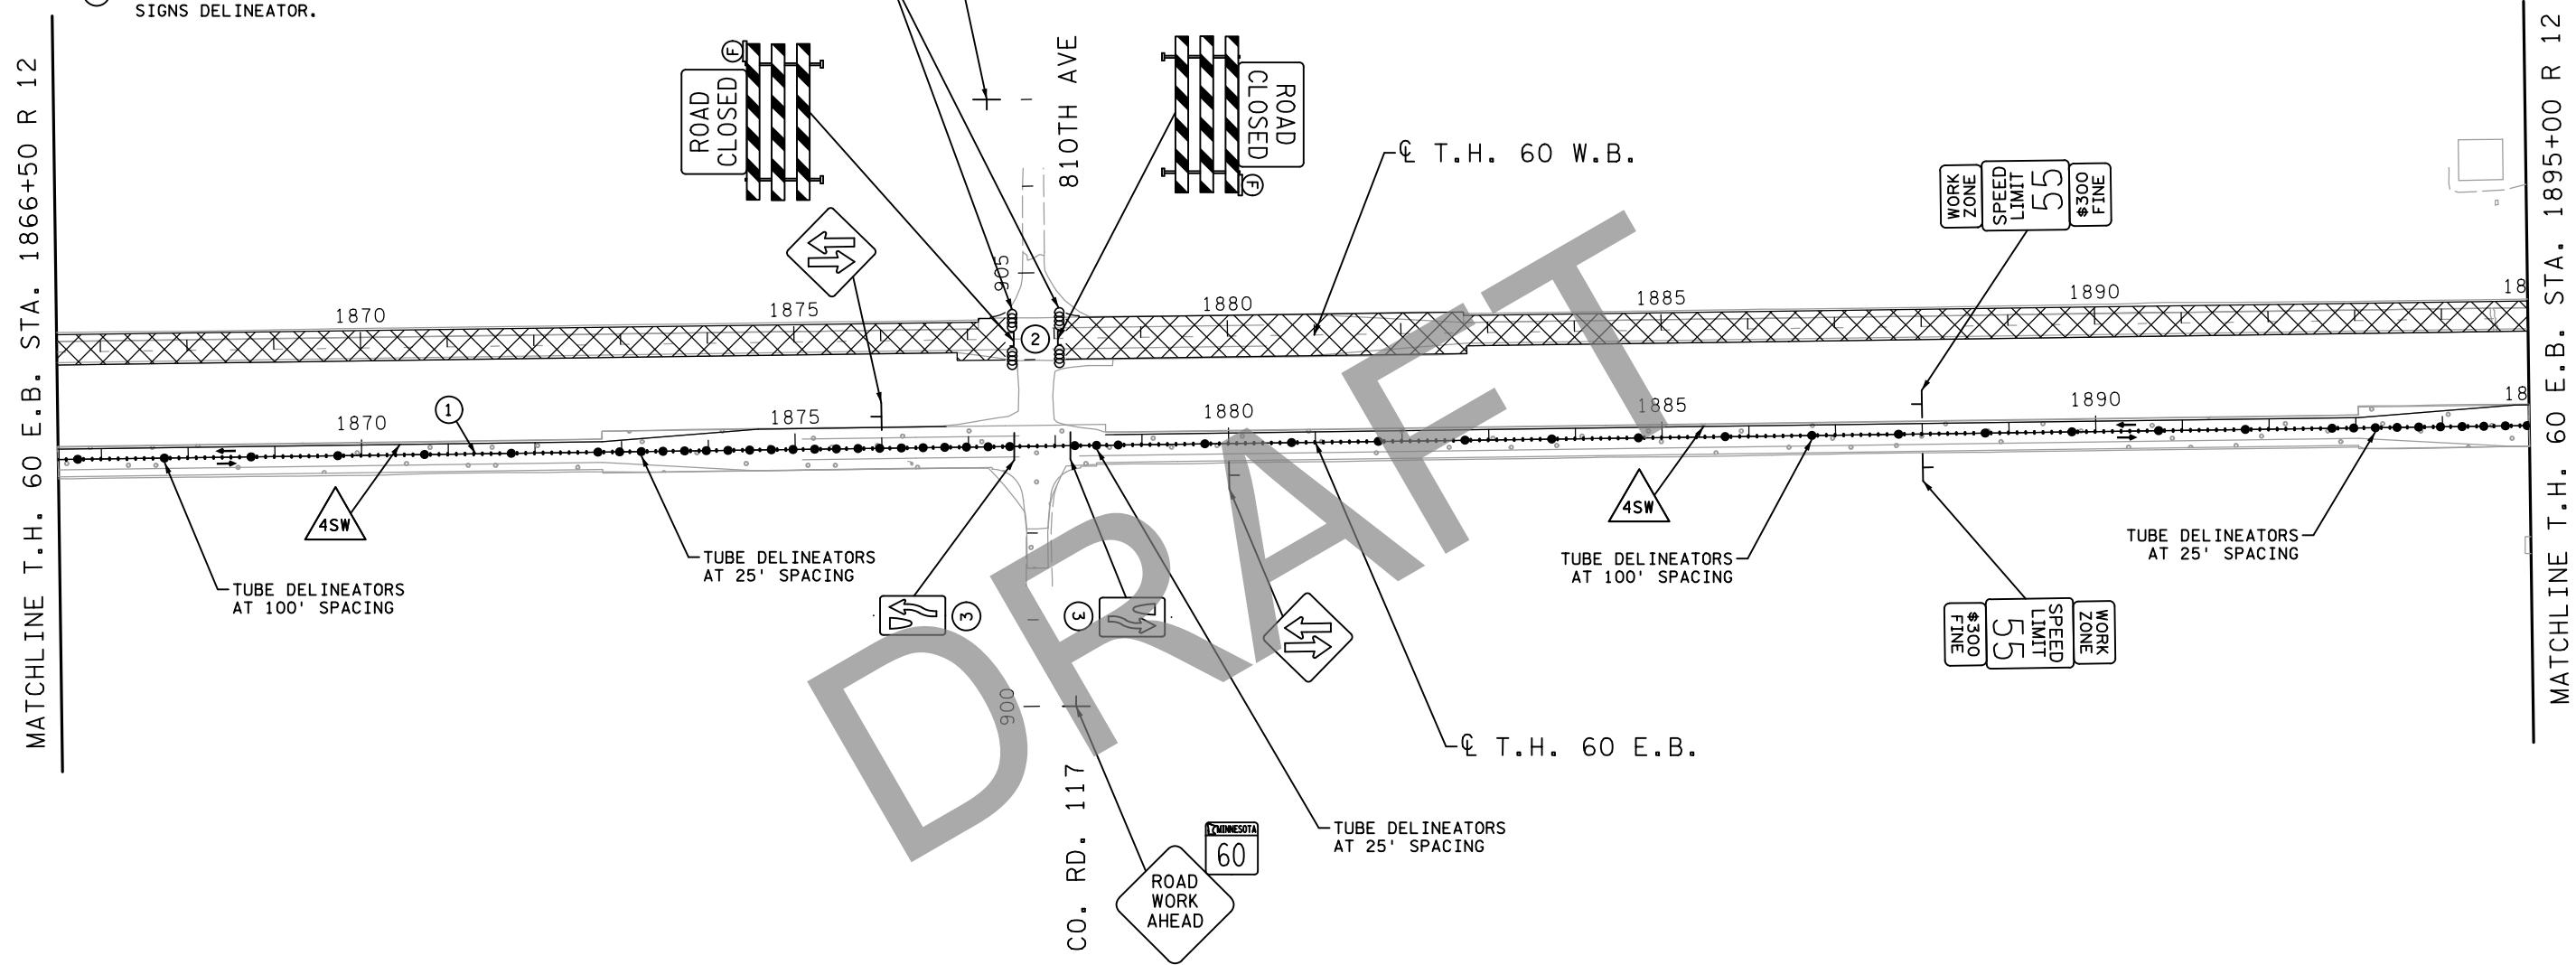 SIGNS DELINEATOR.
MATCHLINE T.H. 60 E.B. STA. 1866+50 R 12
ROAD
CLOSED
F
810TH AVE
ROAD
CLOSED
F
℄ T.H. 60 W.B.
WORK
ZONE
SPEED
LIMIT
55
$300
FINE
MATCHLINE T.H. 60 E.B. STA. 1895+00 R 12
905
1870
1875
1880
1885
1890
18
2
1
1870
1875
1880
1885
1890
18
4SW
4SW
TUBE DELINEATORS
AT 100' SPACING
TUBE DELINEATORS
AT 25' SPACING
3
3
TUBE DELINEATORS
AT 100' SPACING
TUBE DELINEATORS
AT 25' SPACING
WORK
ZONE
SPEED
LIMIT
55
$300
FINE
900
℄ T.H. 60 E.B.
CO. RD. 117
TUBE DELINEATORS
AT 25' SPACING
MINNESOTA
60
ROAD
WORK
AHEAD
DRAFT